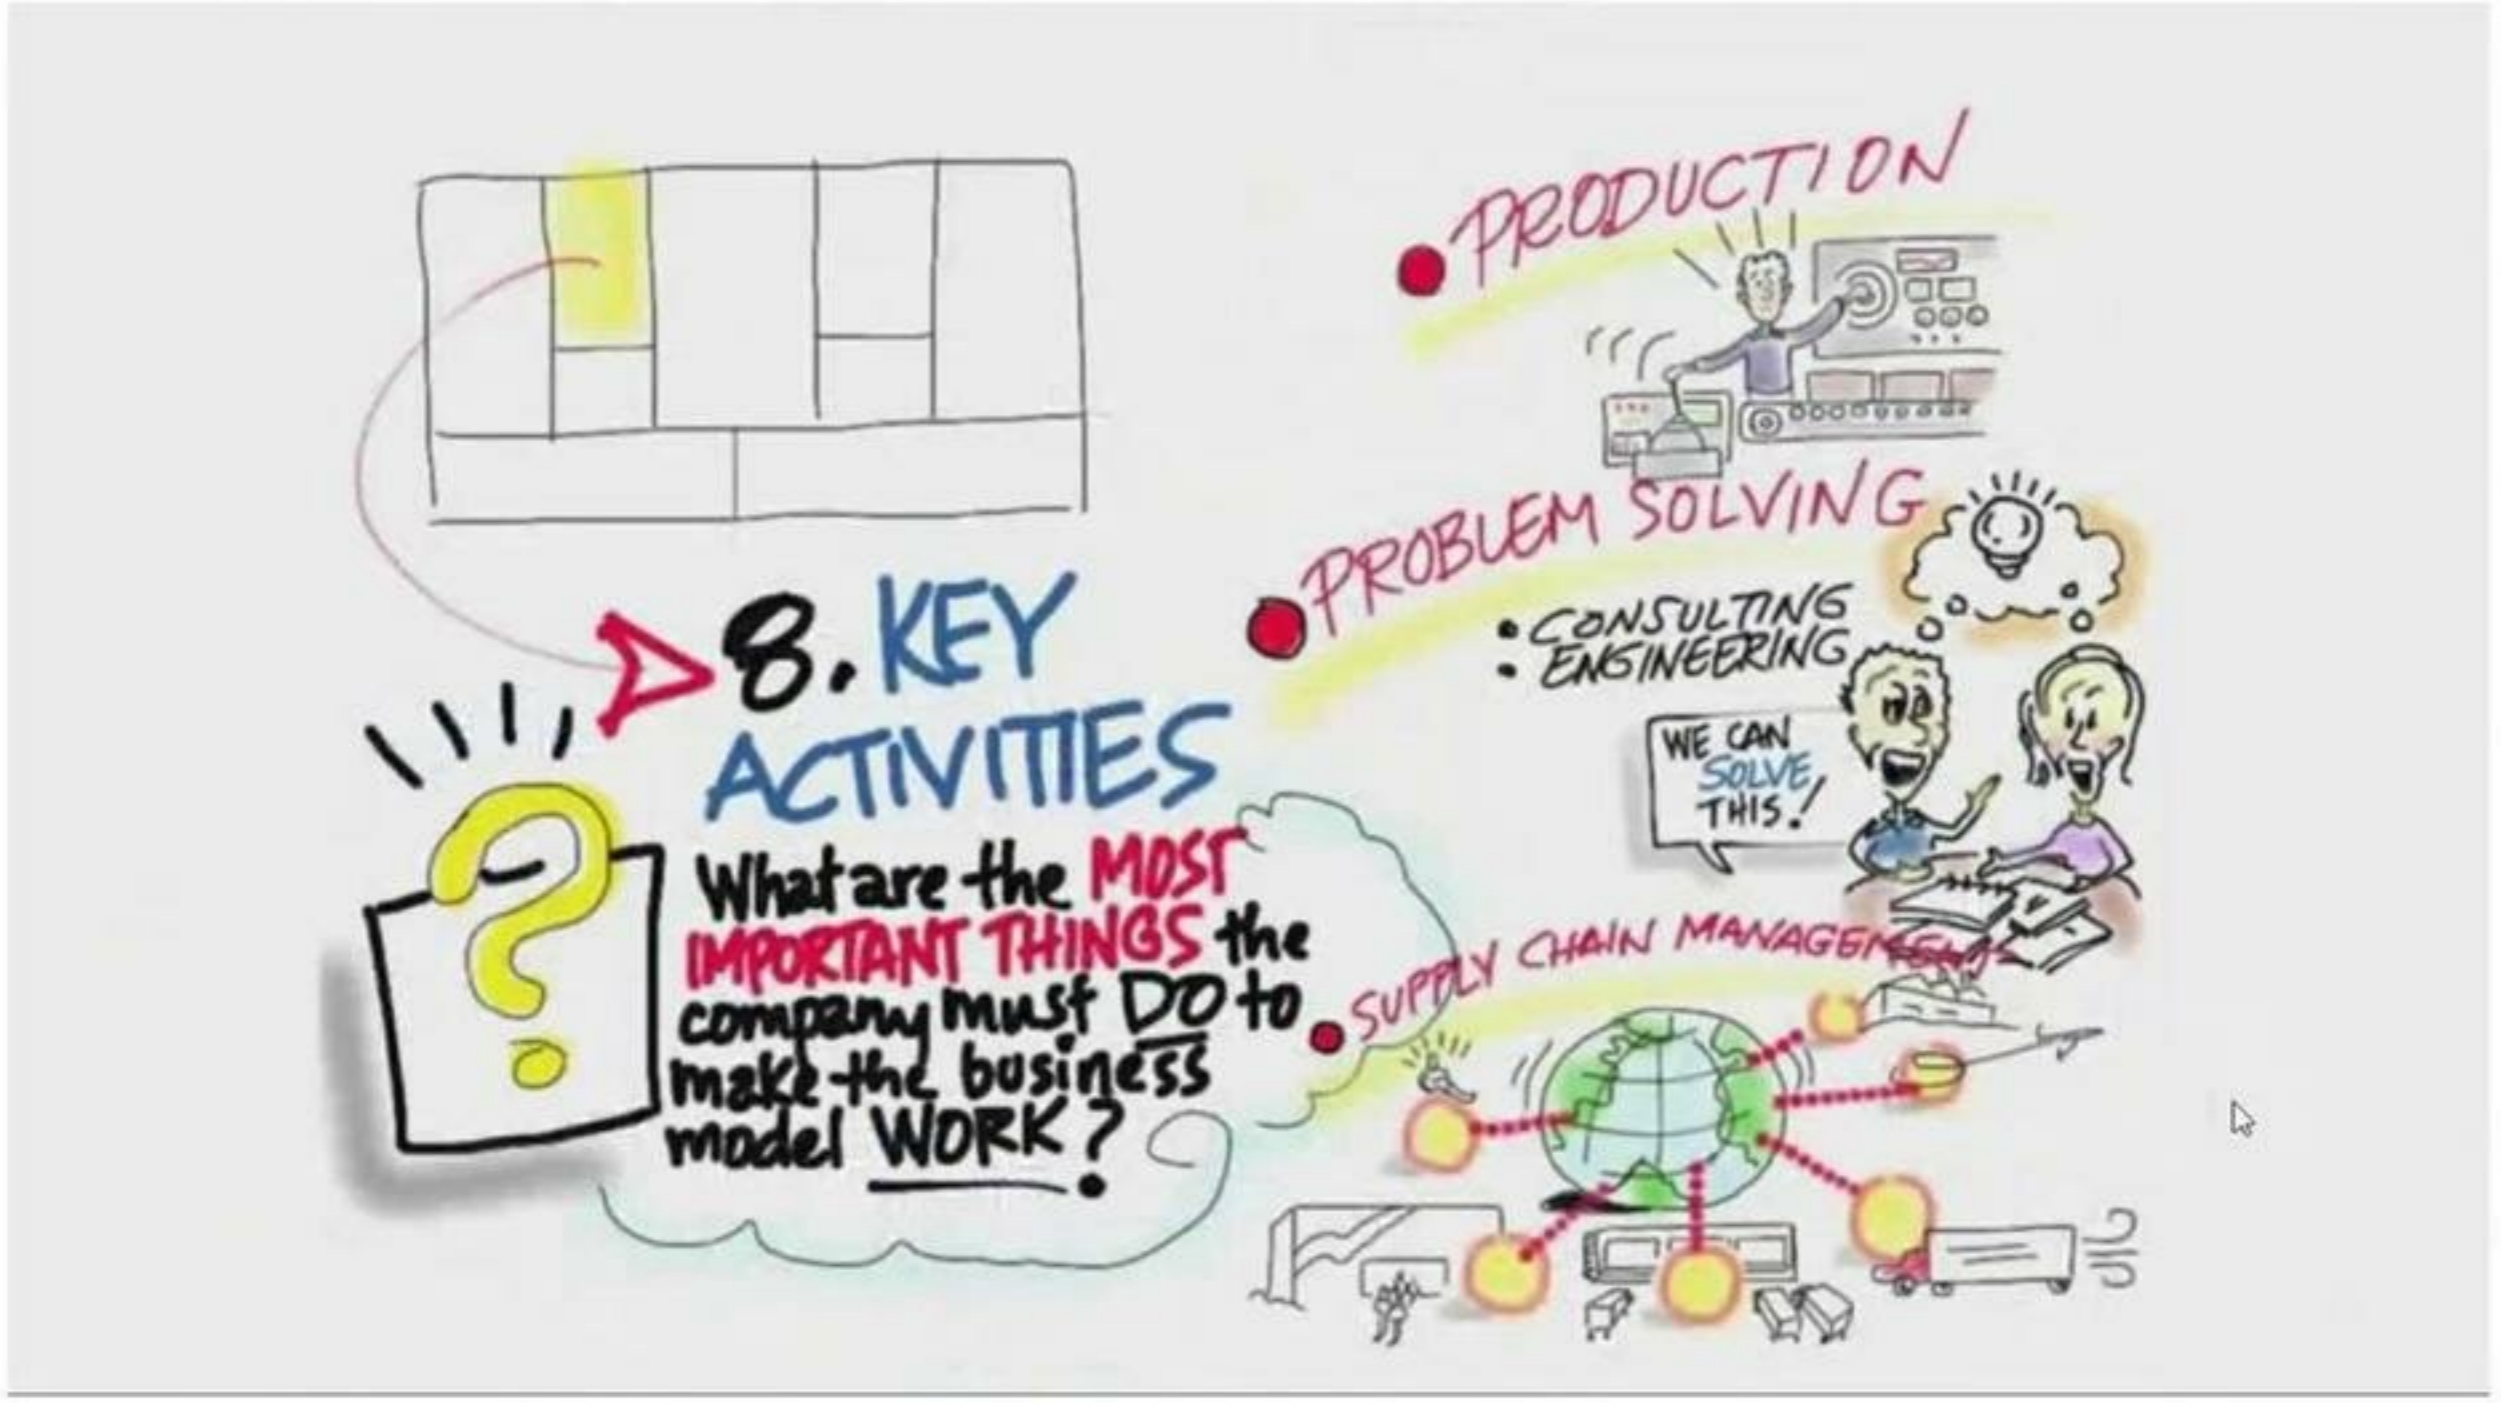 8. KEY
ACTIVITIES
What are the MOST
IMPORTANT THINGS the
company must DO to
make the business
model WORK?
PRODUCTION
PROBLEM SOLVING
• CONSULTING
• ENGINEERING
WE CAN
SOLVE
THIS!
SUPPLY CHAIN MANAGEMENT